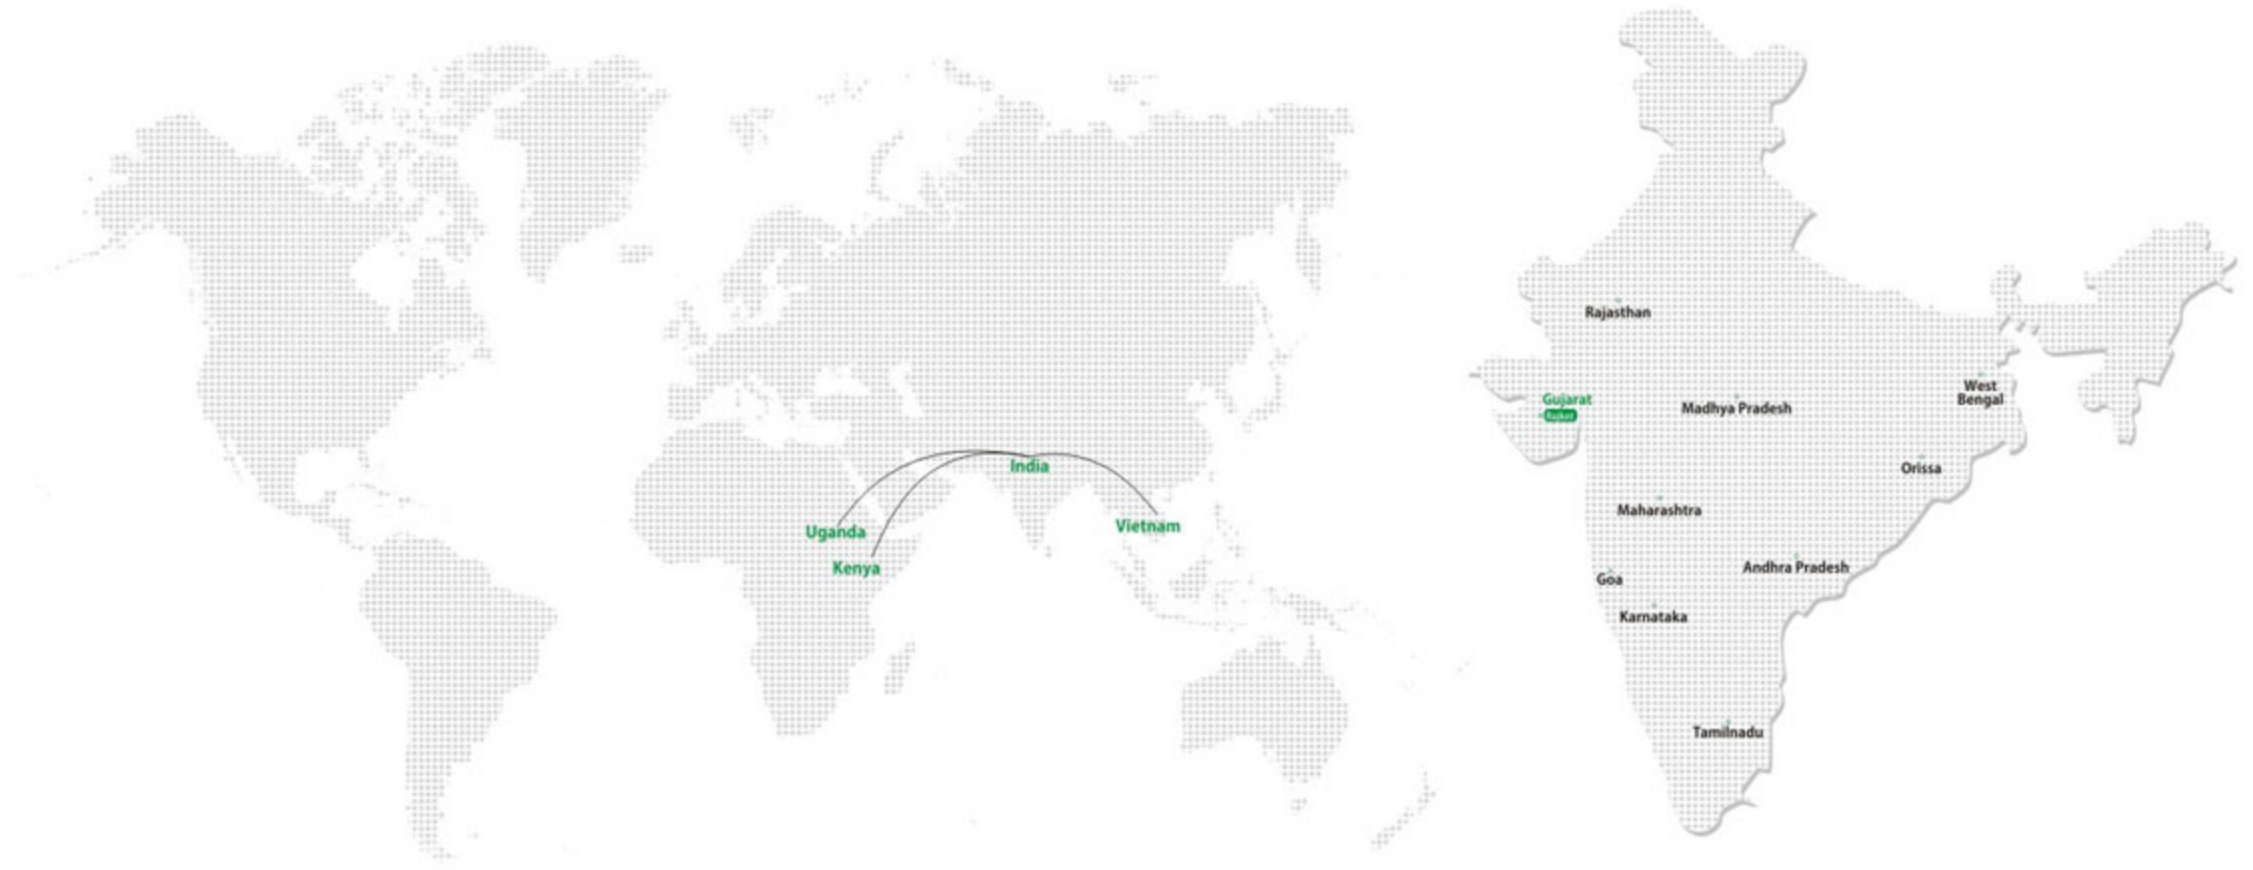 India
Uganda
Vietnam
Kenya
Rajasthan
Gujarat
Rajkot
Madhya Pradesh
West
Bengal
Orissa
Maharashtra
Andhra Pradesh
Goa
Karnataka
Tamilnadu